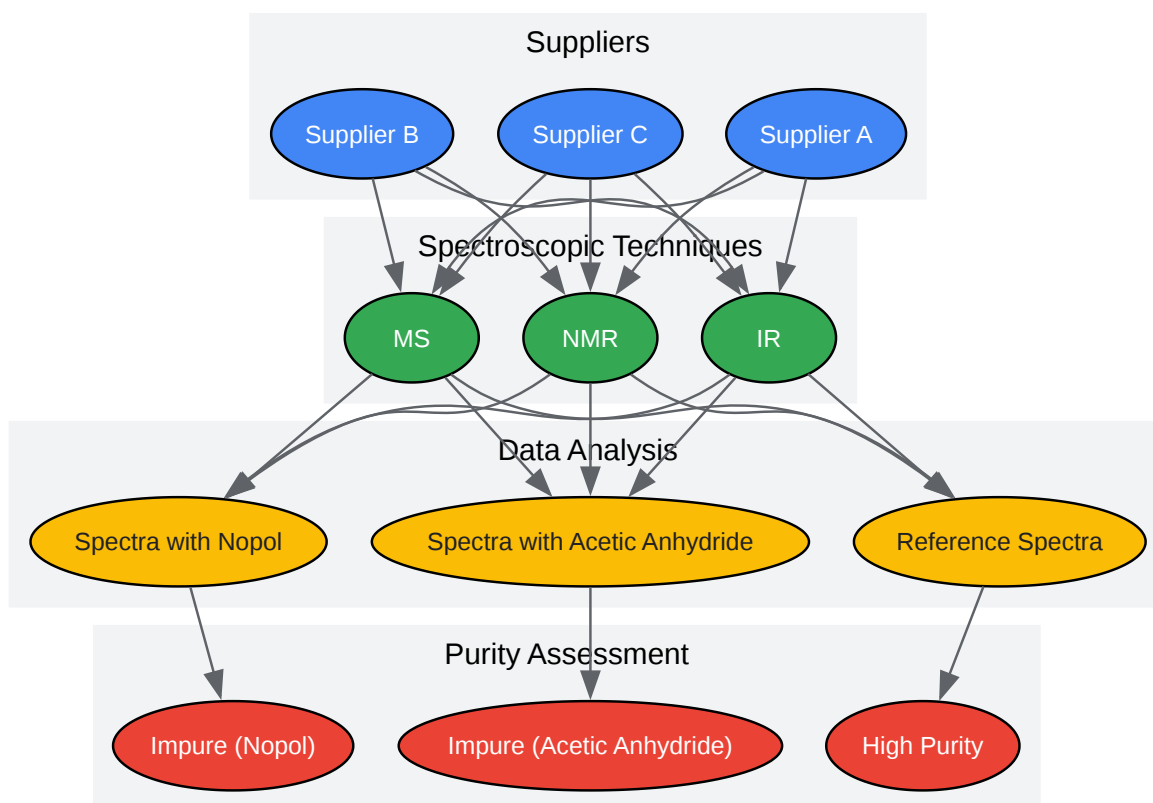 Suppliers
Supplier B
Supplier C
Supplier A
Spectroscopic Techniques
MS
NMR
IR
Data Analysis
Spectra with Nopol
Spectra with Acetic Anhydride
Reference Spectra
Purity Assessment
Impure (Nopol)
Impure (Acetic Anhydride)
High Purity